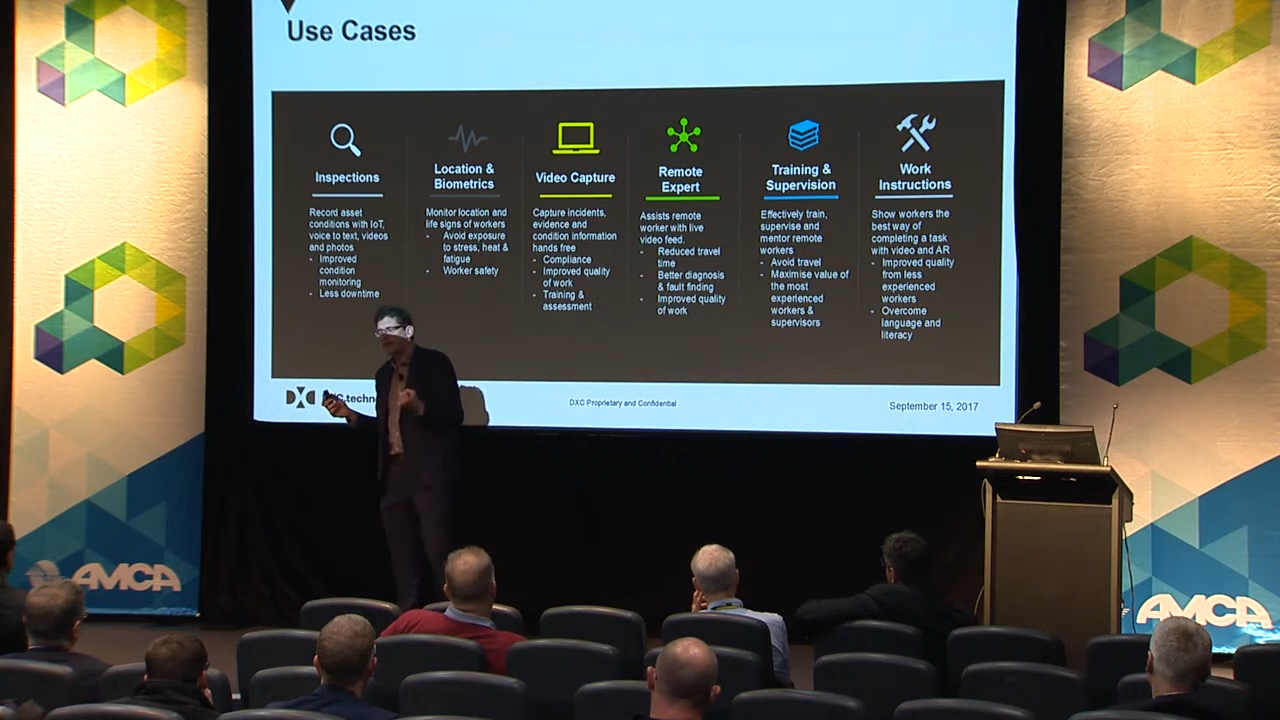 Use Cases
Inspections
Record asset
conditions with IoT,
voice to text, videos
and photos
- Improved
condition
monitoring
- Less downtime
Location &
Biometrics
Monitor location and
life signs of workers
- Avoid exposure
to stress, heat &
fatigue
- Worker safety
Video Capture
Capture incidents,
evidence and
condition information
hands free
- Compliance
- Improved quality
of work
- Training &
assessment
Remote
Expert
Assists remote
worker with live
video feed.
- Reduced travel
time
- Better diagnosis
& fault finding
- Improved quality
of work
Training &
Supervision
Effectively train,
supervise and
mentor remote
workers
- Avoid travel
- Maximise value of
the most
experienced
workers &
supervisors
Work
Instructions
Show workers the
best way of
completing a task
with video and AR
- Improved quality
from less
experienced
workers
- Overcome
language and
literacy
DXC Proprietary and Confidential
September 15, 2017
AMCA
AMCA